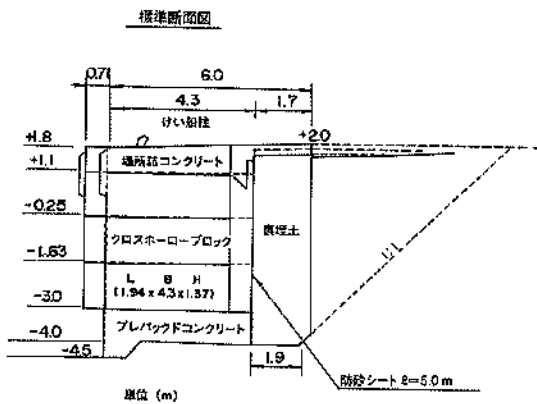 標準断面図
0.7 6.0
4.3 1.7
けい船柱
+1.8 +2.0
場所詰コンクリート
+1.1
-0.25
クロスホーローブロック 裏埋土
-1.63
L B H
(1.94×4.3×1.37)
1:1
-3.0
プレパックドコンクリート
-4.0
-4.5
1.9
防砂シート ℓ=5.0m
単位 (m)